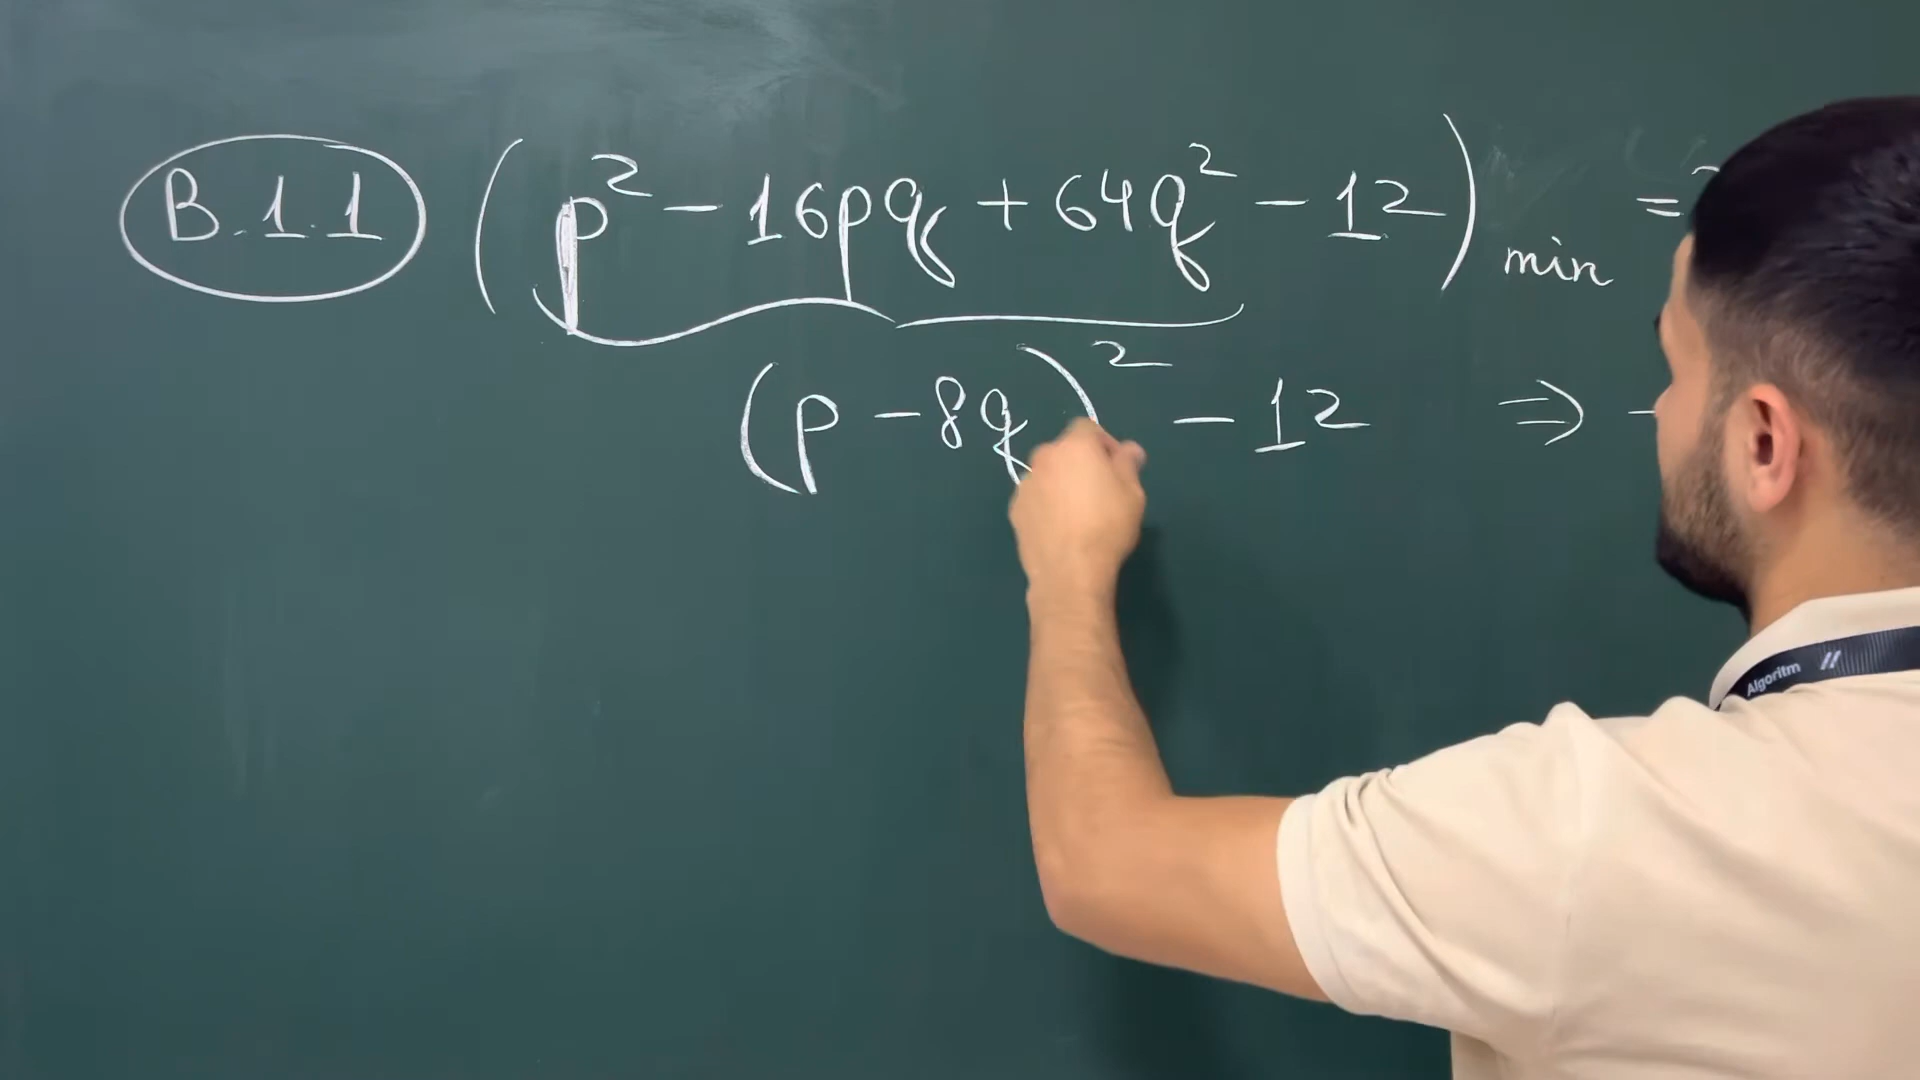 B.1.1 (p² - 16pq + 64q² - 12)min =
(p - 8q)² - 12 ⇒ -
Algoritm //